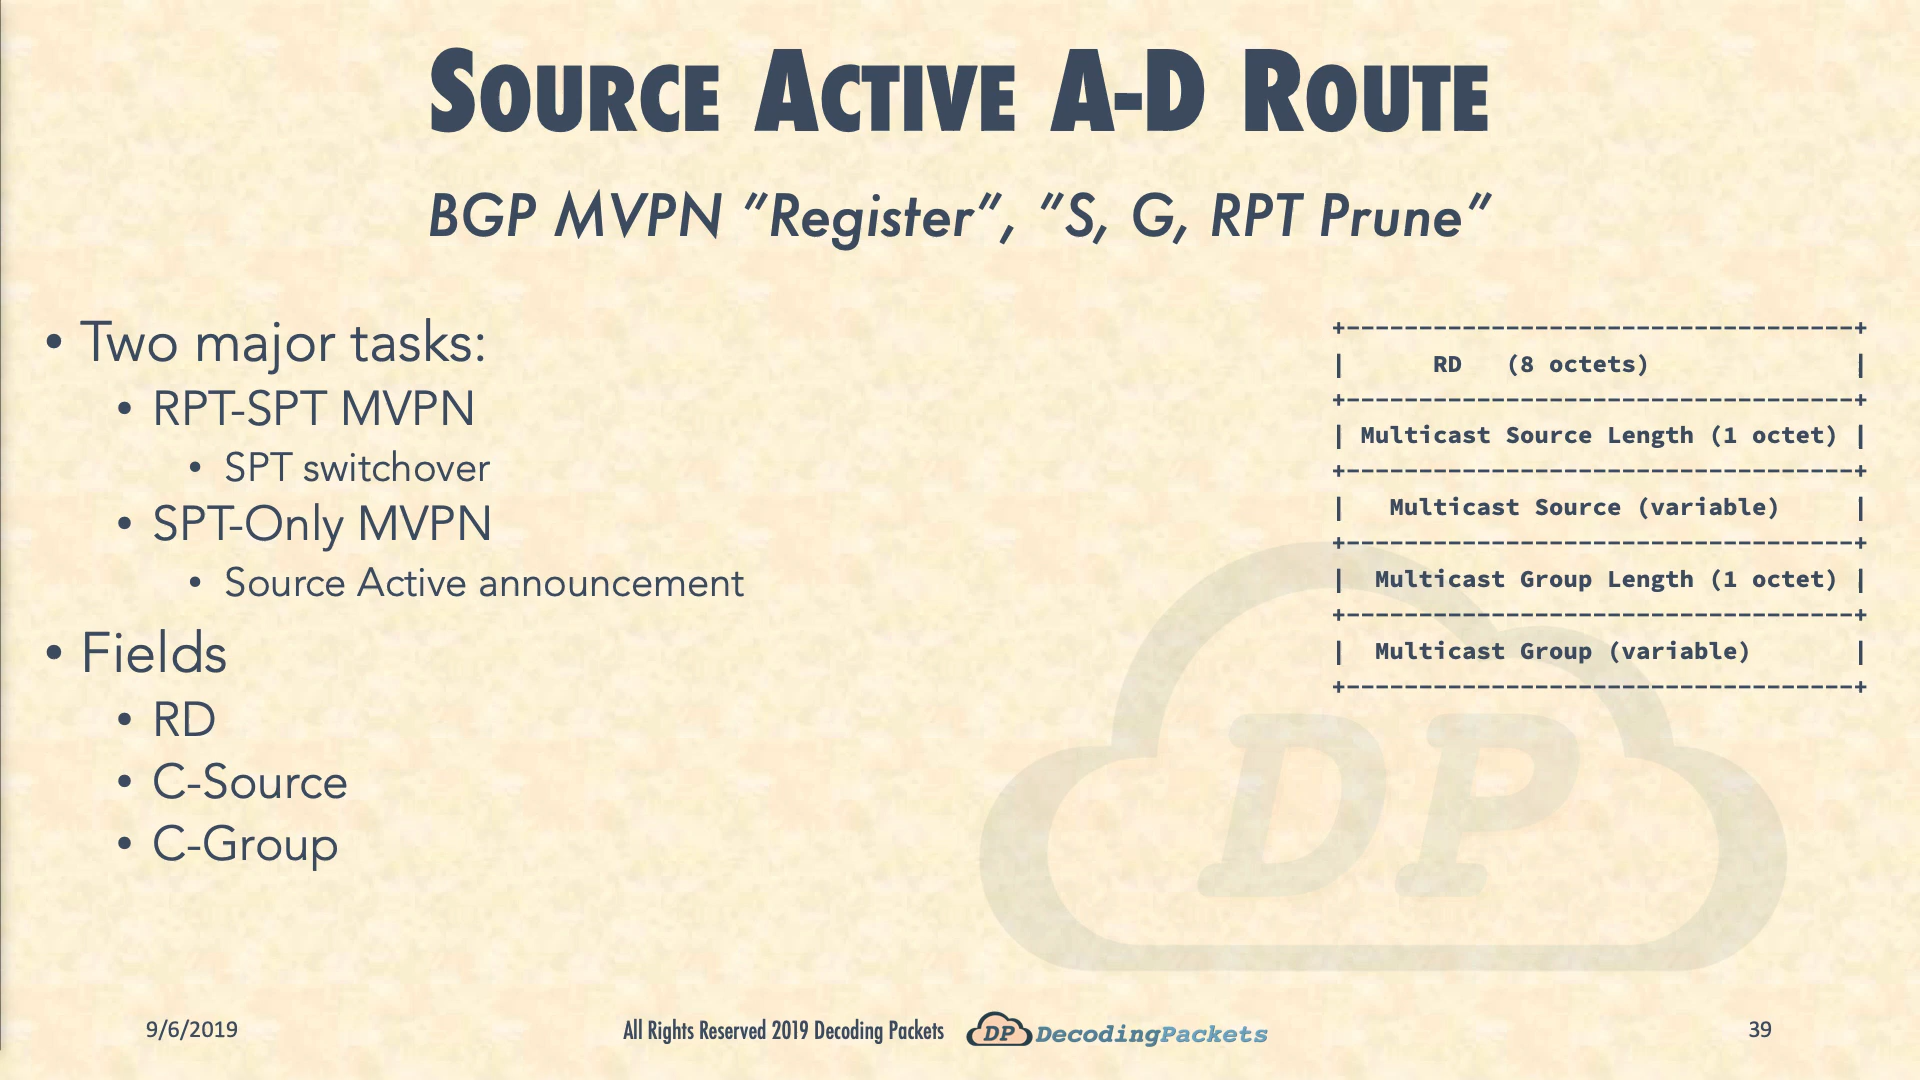 SOURCE ACTIVE A-D ROUTE
BGP MVPN "Register", "S, G, RPT Prune"
• Two major tasks:
• RPT-SPT MVPN
• SPT switchover
• SPT-Only MVPN
• Source Active announcement
• Fields
• RD
• C-Source
• C-Group
+-----------------------------------+
|      RD   (8 octets)              |
+-----------------------------------+
| Multicast Source Length (1 octet) |
+-----------------------------------+
|   Multicast Source (variable)     |
+-----------------------------------+
|  Multicast Group Length (1 octet) |
+-----------------------------------+
|  Multicast Group (variable)       |
+-----------------------------------+
DP
9/6/2019
All Rights Reserved 2019 Decoding Packets
DP DecodingPackets
39